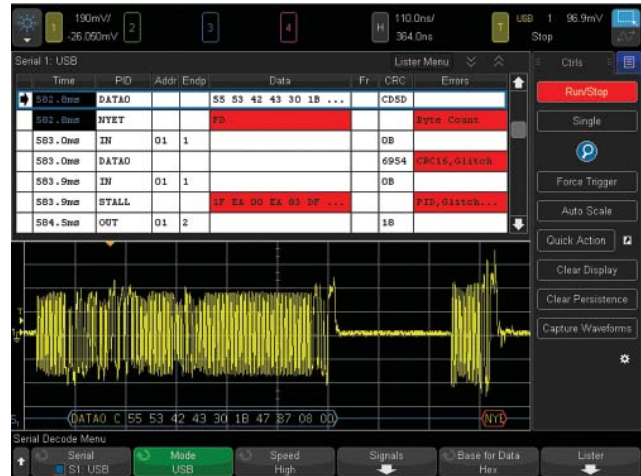 1 190mV/ 2 3 4 H 110.0ns/ T USB 1 96.9mV
-26.050mV 364.0ns Stop
Serial 1: USB Lister Menu Ctrls
Time PID Addr Endp Data Fr CRC Errors
582.8ms DATA0 55 53 42 43 30 1B ... CD5D
582.8ms NYET FD Byte Count
583.0ms IN 01 1 0B
583.0ms DATA0 6954 CRC16,Glitch
583.9ms IN 01 1 0B
583.9ms STALL 1F EA 00 EA 03 DF ... PID,Glitch...
584.5ms OUT 01 2 18
Run/Stop
Single
Force Trigger
Auto Scale
Quick Action
Clear Display
Clear Persistence
Capture Waveforms
DATA0 C 55 53 42 43 30 1B 47 87 08 00 NYE
Serial Decode Menu
Serial Mode Speed Signals Base for Data Lister
S1: USB USB High Hex